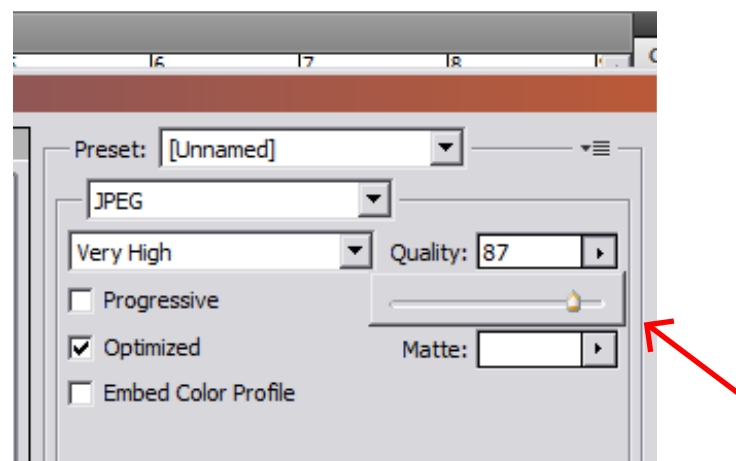 6 7 8
Preset: [Unnamed]
JPEG
Very High Quality: 87
Progressive
Optimized Matte:
Embed Color Profile